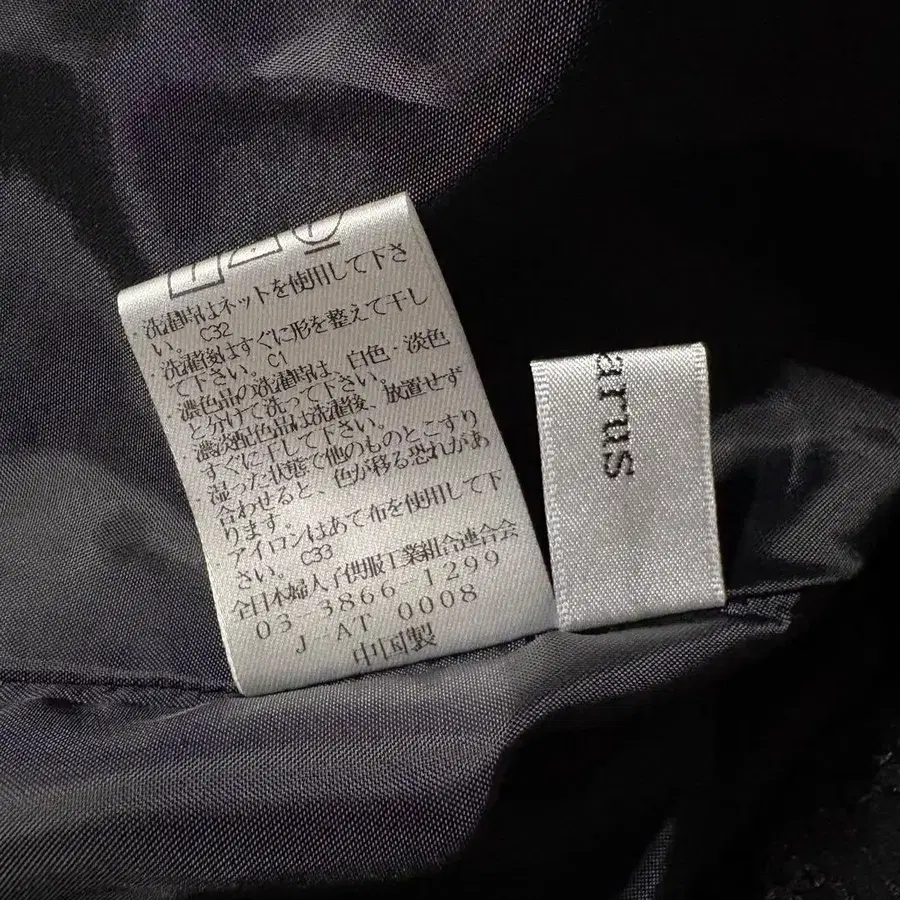 ・洗濯時はネットを使用して下さ
い。C32
・洗濯後はすぐに形を整えて干し
て下さい。C1
・濃色品の洗濯時は、白色・淡色
と分けて洗って下さい。
・濃淡配色品は洗濯後、放置せず
すぐに干して下さい。
・湿った状態で他のものとこすり
合わせると、色が移る恐れがあ
ります。
・アイロンはあて布を使用して下
さい。C33
全日本婦人子供服工業組合連合会
03-3866-1299
J-AT 0008
中国製
arus